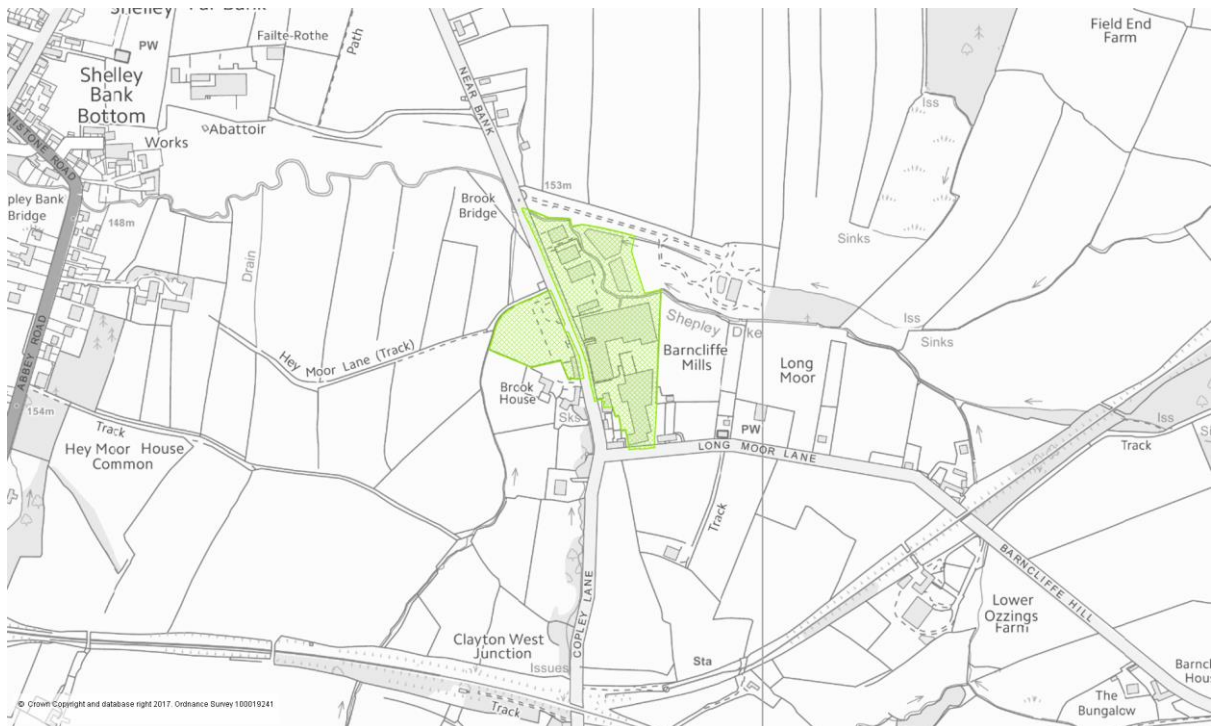 Shelley
Far Bank
Failte-Rothe
Path
PW
Shelley
Bank
Bottom
Abattoir
Works
NEAR BANK
Field End
Farm
Iss
153m
Brook
Bridge
Bank
Bridge
148m
Drain
Sinks
Hey Moor Lane (Track)
Shepley Dike
Iss
Sinks
Barncliffe
Mills
Long
Moor
ABBEY ROAD
Brook
House
Sks
154m
Track
Hey Moor House
Common
PW
LONG MOOR LANE
Iss
Track
Track
BARNCLIFFE HILL
COPLEY LANE
Lower
Ozzings
Farm
Clayton West
Junction
Issues
Sta
The
Bungalow
House
Track
© Crown Copyright and database right 2017. Ordnance Survey 100019241